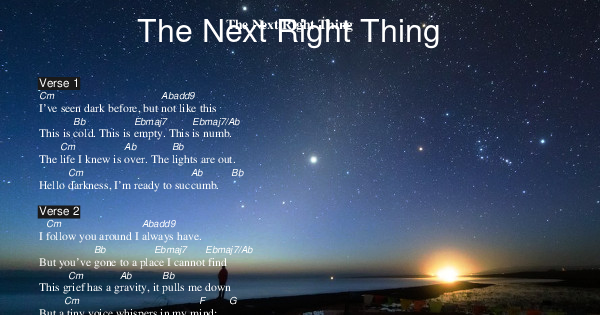 The Next Right Thing
The Next Right Thing
Verse 1
Cm Abadd9
I've seen dark before, but not like this
Bb Ebmaj7 Ebmaj7/Ab
This is cold. This is empty. This is numb.
Cm Ab Bb
The life I knew is over. The lights are out.
Cm Ab Bb
Hello darkness, I'm ready to succumb.
Verse 2
Cm Abadd9
I follow you around I always have.
Bb Ebmaj7 Ebmaj7/Ab
But you've gone to a place I cannot find
Cm Ab Bb
This grief has a gravity, it pulls me down
Cm F G
But a tiny voice whispers in my mind: